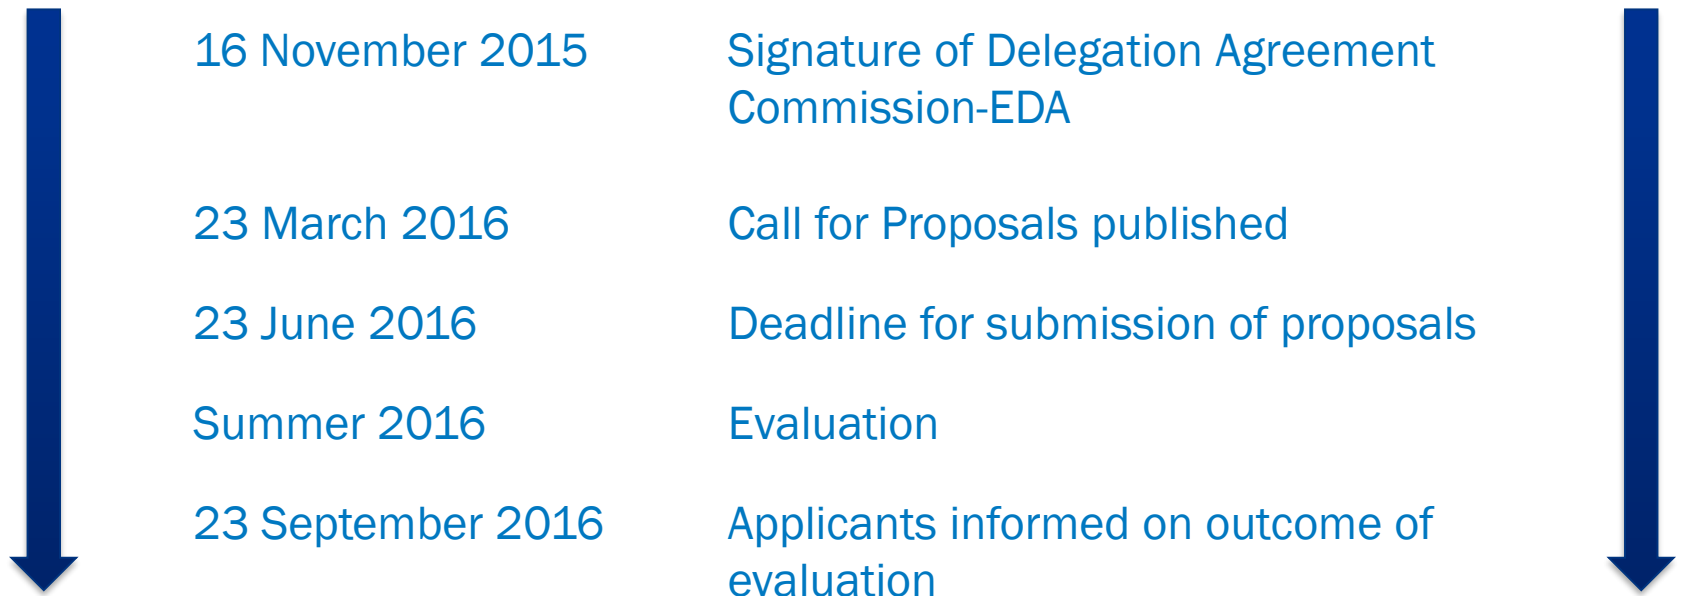 16 November 2015 Signature of Delegation Agreement
Commission-EDA
23 March 2016 Call for Proposals published
23 June 2016 Deadline for submission of proposals
Summer 2016 Evaluation
23 September 2016 Applicants informed on outcome of
evaluation